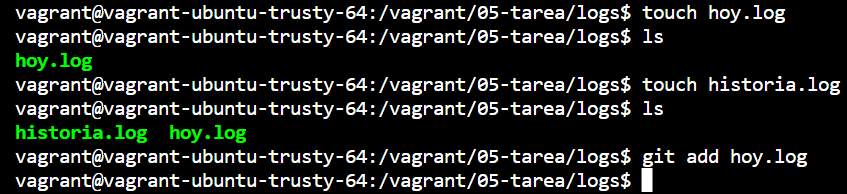 vagrant@vagrant-ubuntu-trusty-64:/vagrant/05-tarea/logs$ touch hoy.log
vagrant@vagrant-ubuntu-trusty-64:/vagrant/05-tarea/logs$ ls
hoy.log
vagrant@vagrant-ubuntu-trusty-64:/vagrant/05-tarea/logs$ touch historia.log
vagrant@vagrant-ubuntu-trusty-64:/vagrant/05-tarea/logs$ ls
historia.log  hoy.log
vagrant@vagrant-ubuntu-trusty-64:/vagrant/05-tarea/logs$ git add hoy.log
vagrant@vagrant-ubuntu-trusty-64:/vagrant/05-tarea/logs$